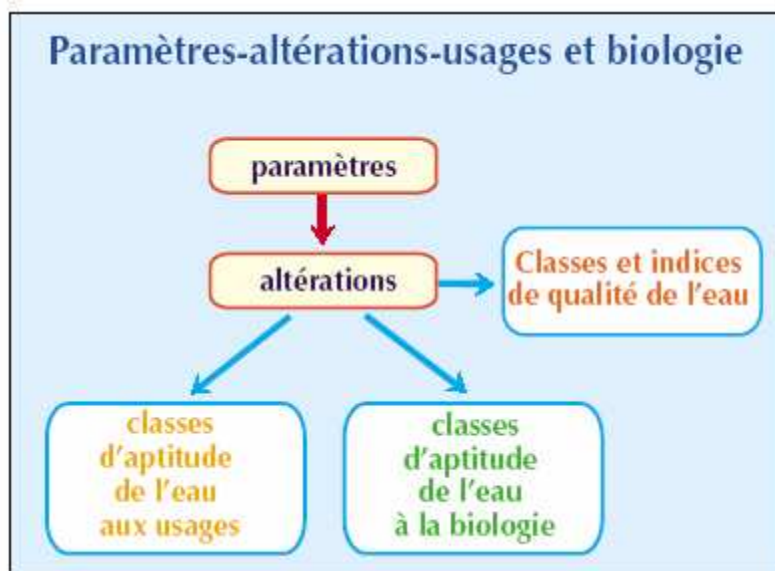 Paramètres-altérations-usages et biologie
paramètres
altérations
Classes et indices
de qualité de l'eau
classes
d'aptitude
de l'eau
aux usages
classes
d'aptitude
de l'eau
à la biologie